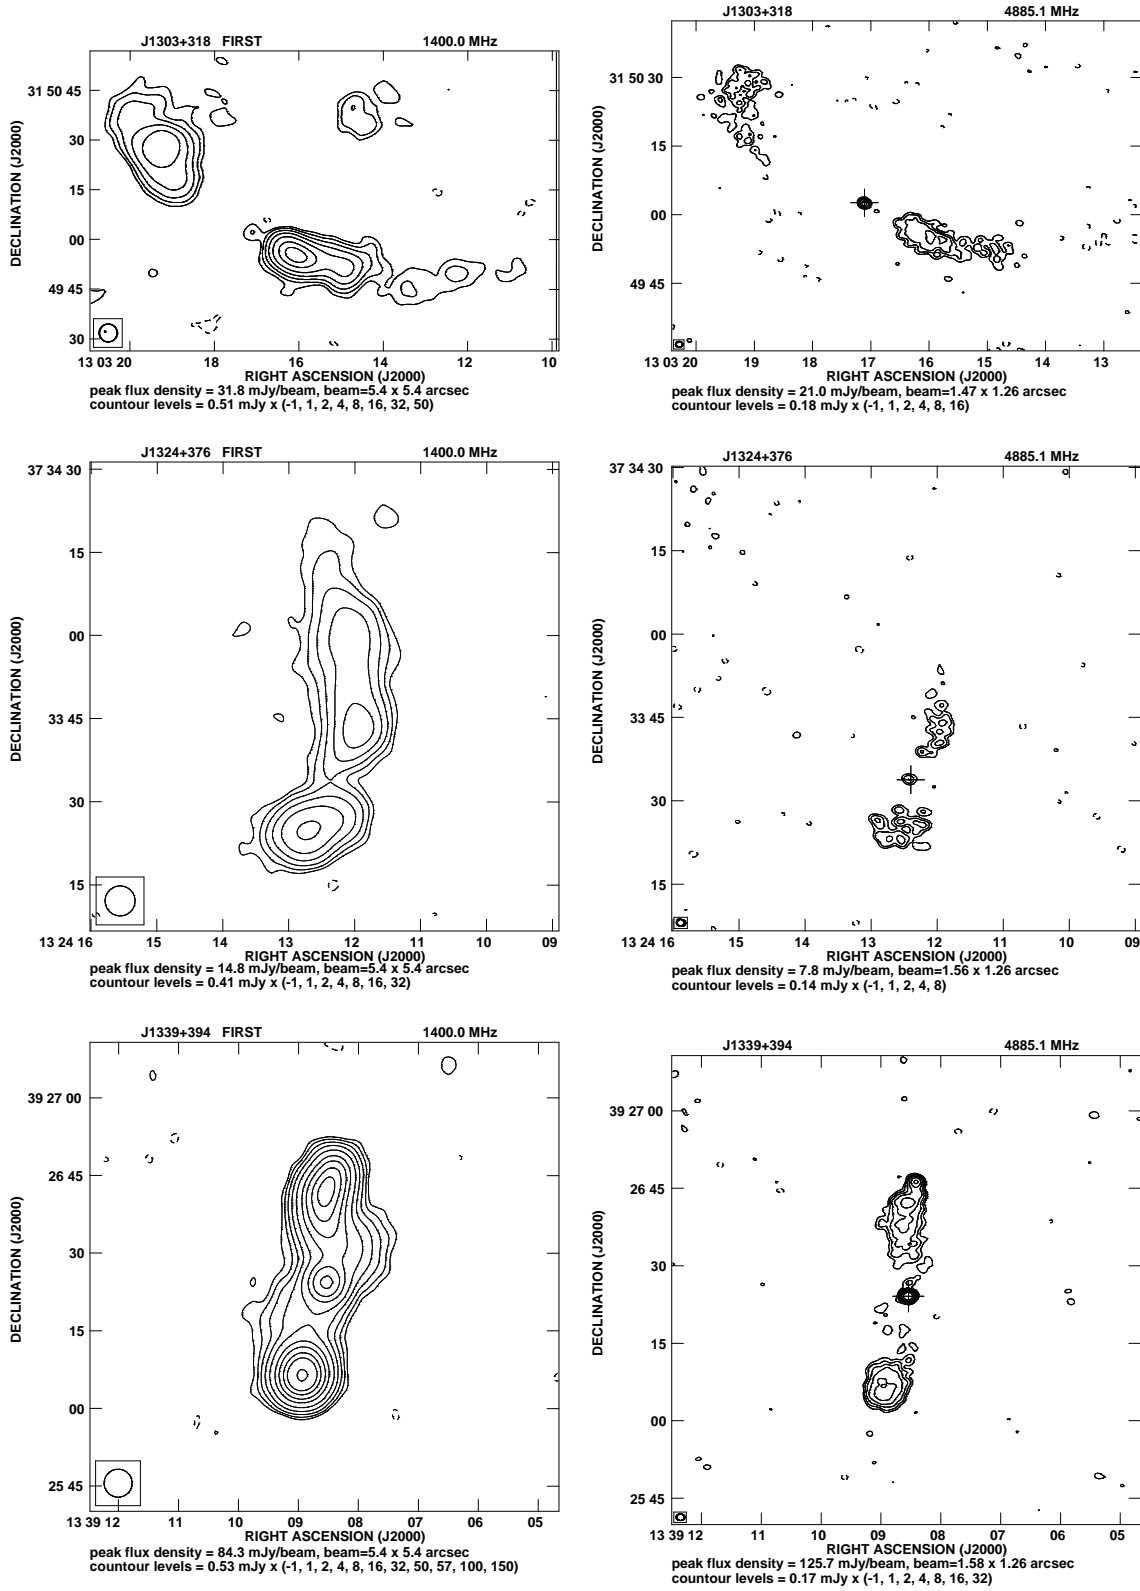 J1303+318 FIRST 1400.0 MHz
DECLINATION (J2000)
31 50 45
30
15
00
49 45
30
13 03 20 18 16 14 12 10
RIGHT ASCENSION (J2000)
peak flux density = 31.8 mJy/beam, beam=5.4 x 5.4 arcsec
countour levels = 0.51 mJy x (-1, 1, 2, 4, 8, 16, 32, 50)
J1303+318 4885.1 MHz
DECLINATION (J2000)
31 50 30
15
00
49 45
13 03 20 19 18 17 16 15 14 13
RIGHT ASCENSION (J2000)
peak flux density = 21.0 mJy/beam, beam=1.47 x 1.26 arcsec
countour levels = 0.18 mJy x (-1, 1, 2, 4, 8, 16)
J1324+376 FIRST 1400.0 MHz
DECLINATION (J2000)
37 34 30
15
00
33 45
30
15
13 24 16 15 14 13 12 11 10 09
RIGHT ASCENSION (J2000)
peak flux density = 14.8 mJy/beam, beam=5.4 x 5.4 arcsec
countour levels = 0.41 mJy x (-1, 1, 2, 4, 8, 16, 32)
J1324+376 4885.1 MHz
DECLINATION (J2000)
37 34 30
15
00
33 45
30
15
13 24 16 15 14 13 12 11 10 09
RIGHT ASCENSION (J2000)
peak flux density = 7.8 mJy/beam, beam=1.56 x 1.26 arcsec
countour levels = 0.14 mJy x (-1, 1, 2, 4, 8)
J1339+394 FIRST 1400.0 MHz
DECLINATION (J2000)
39 27 00
26 45
30
15
00
25 45
13 39 12 11 10 09 08 07 06 05
RIGHT ASCENSION (J2000)
peak flux density = 84.3 mJy/beam, beam=5.4 x 5.4 arcsec
countour levels = 0.53 mJy x (-1, 1, 2, 4, 8, 16, 32, 50, 57, 100, 150)
J1339+394 4885.1 MHz
DECLINATION (J2000)
39 27 00
26 45
30
15
00
25 45
13 39 12 11 10 09 08 07 06 05
RIGHT ASCENSION (J2000)
peak flux density = 125.7 mJy/beam, beam=1.58 x 1.26 arcsec
countour levels = 0.17 mJy x (-1, 1, 2, 4, 8, 16, 32)